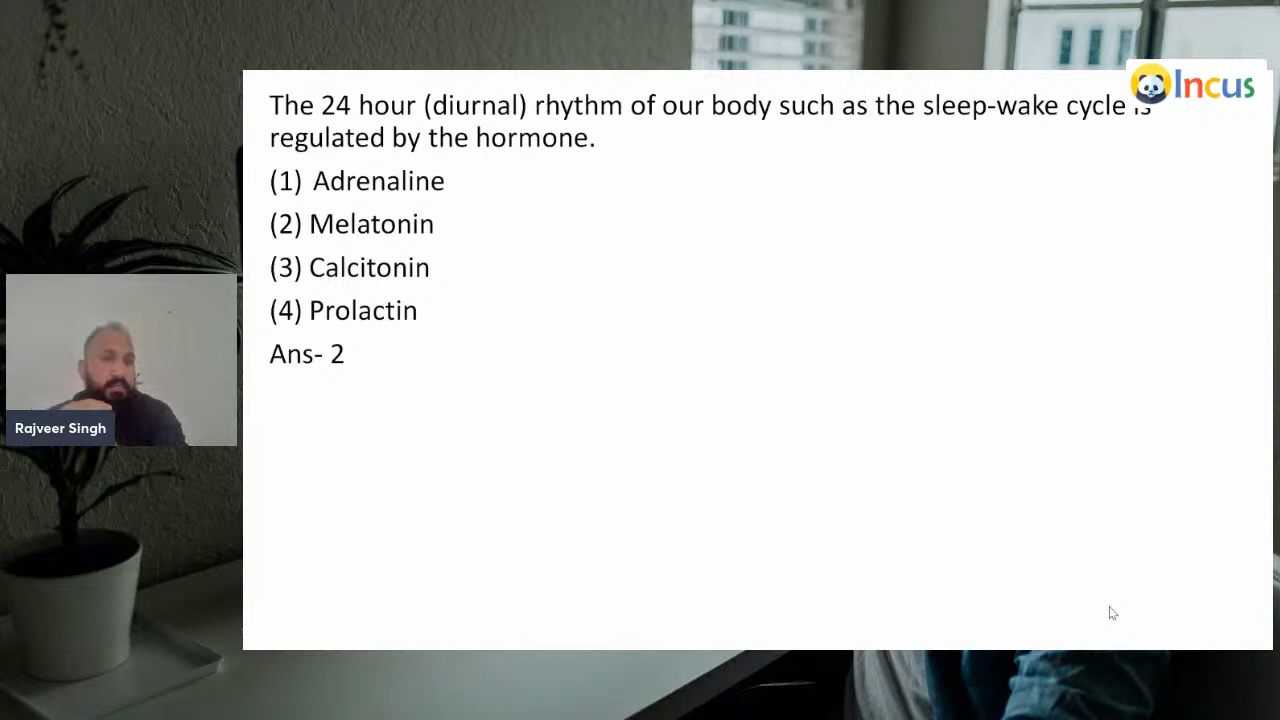 Incus
The 24 hour (diurnal) rhythm of our body such as the sleep-wake cycle is
regulated by the hormone.
(1) Adrenaline
(2) Melatonin
(3) Calcitonin
(4) Prolactin
Ans- 2
Rajveer Singh